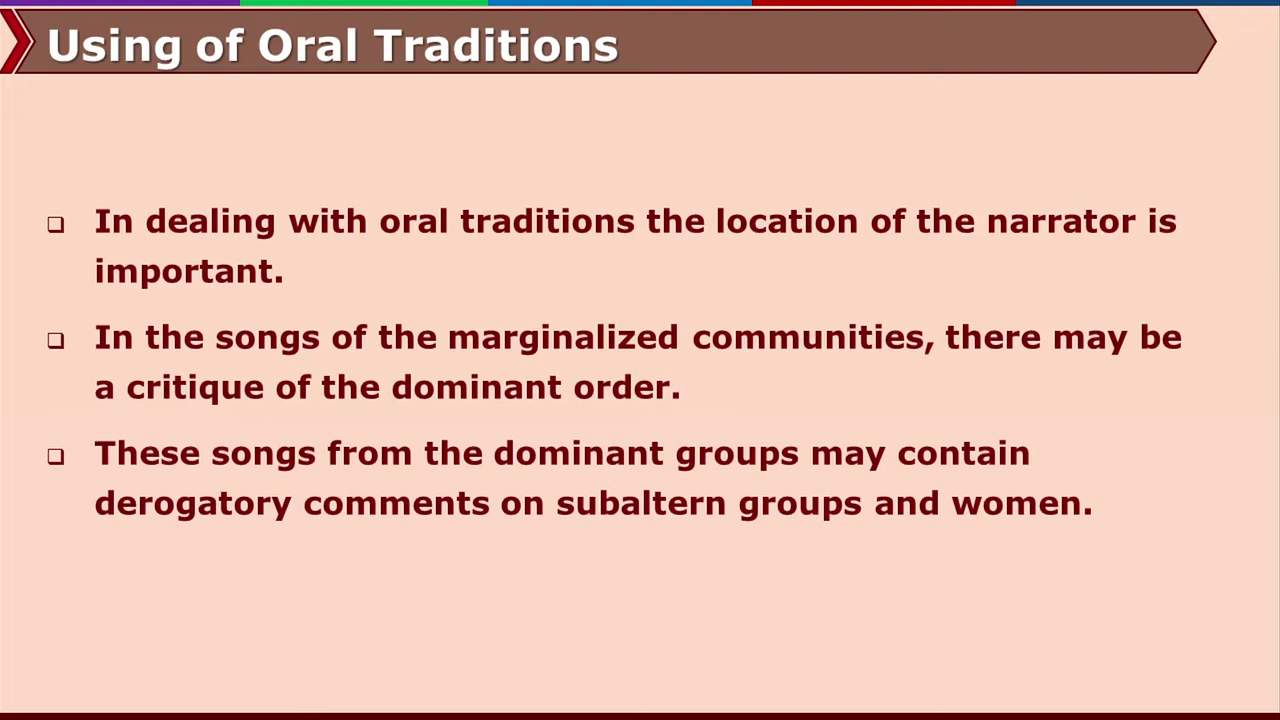 Using of Oral Traditions
In dealing with oral traditions the location of the narrator is
important.
In the songs of the marginalized communities, there may be
a critique of the dominant order.
These songs from the dominant groups may contain
derogatory comments on subaltern groups and women.